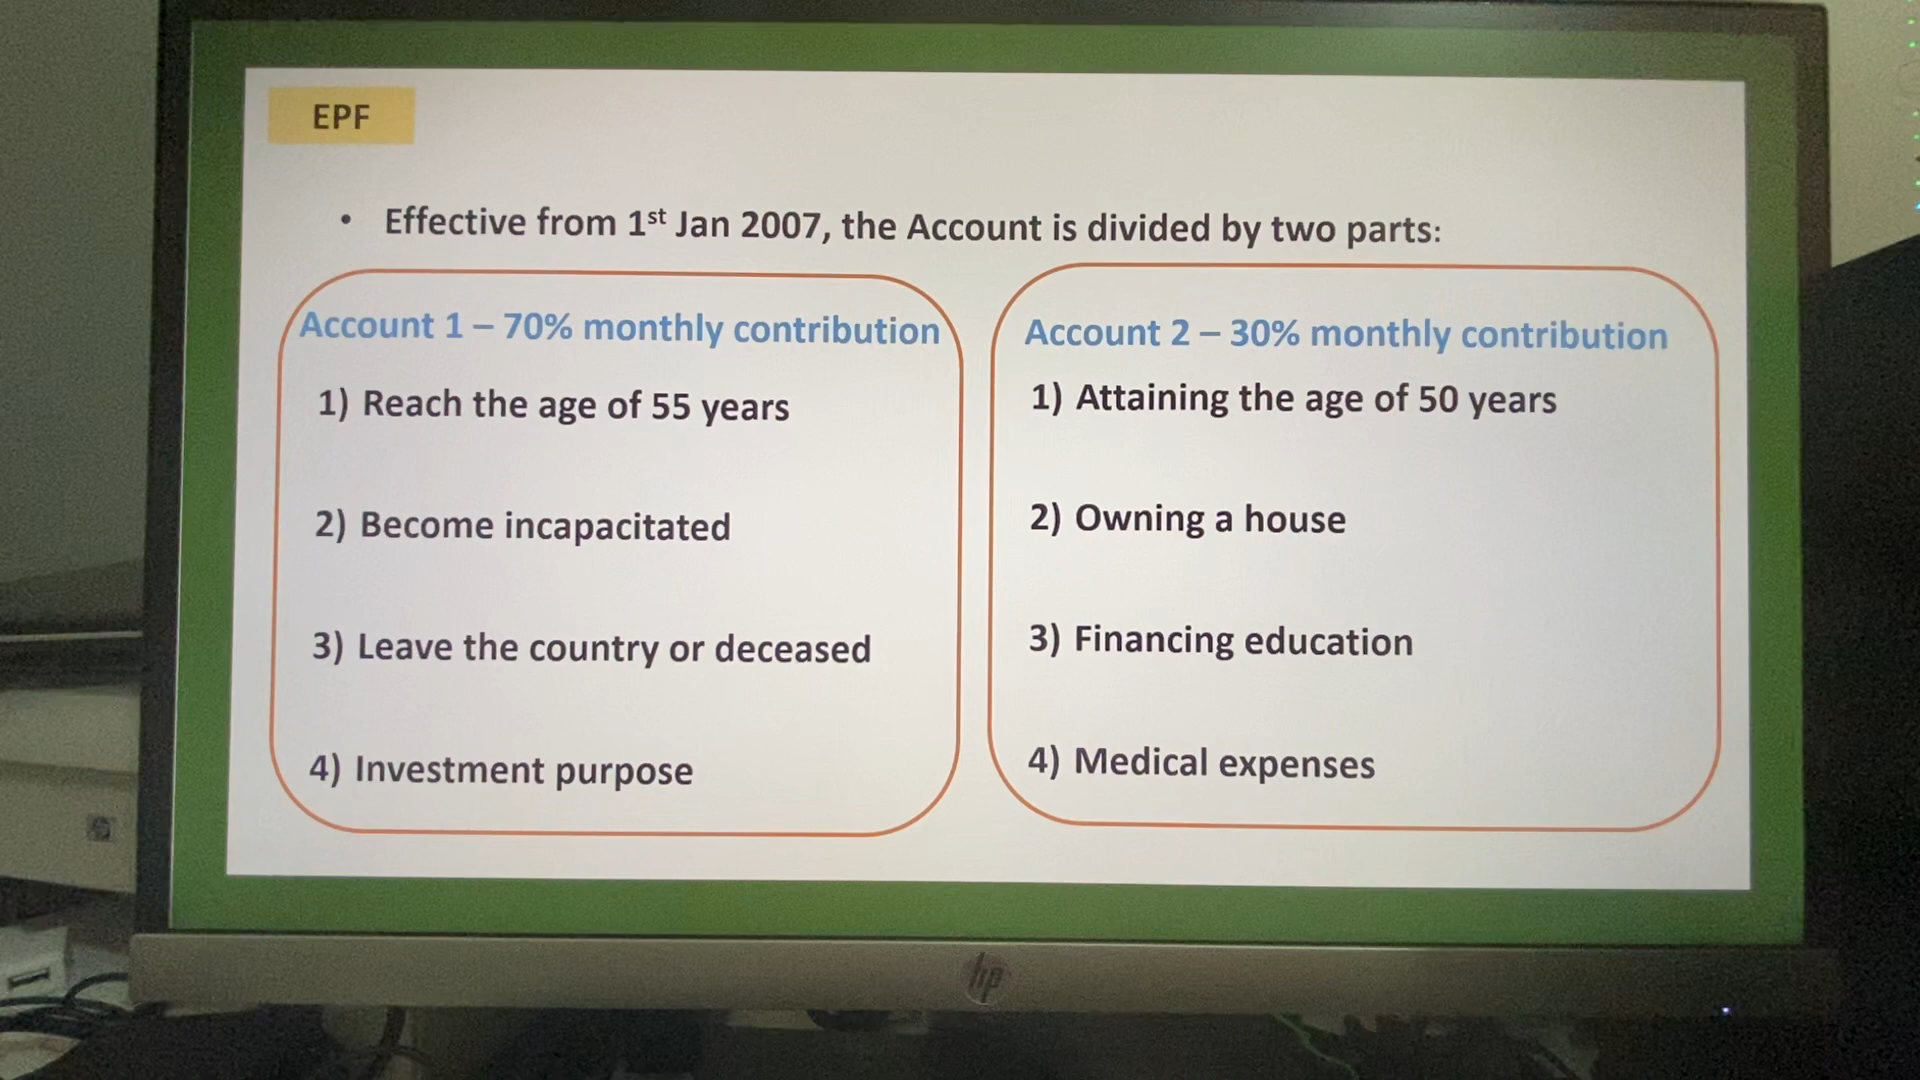 EPF
• Effective from 1st Jan 2007, the Account is divided by two parts:
Account 1 – 70% monthly contribution
1) Reach the age of 55 years
2) Become incapacitated
3) Leave the country or deceased
4) Investment purpose
Account 2 – 30% monthly contribution
1) Attaining the age of 50 years
2) Owning a house
3) Financing education
4) Medical expenses
hp